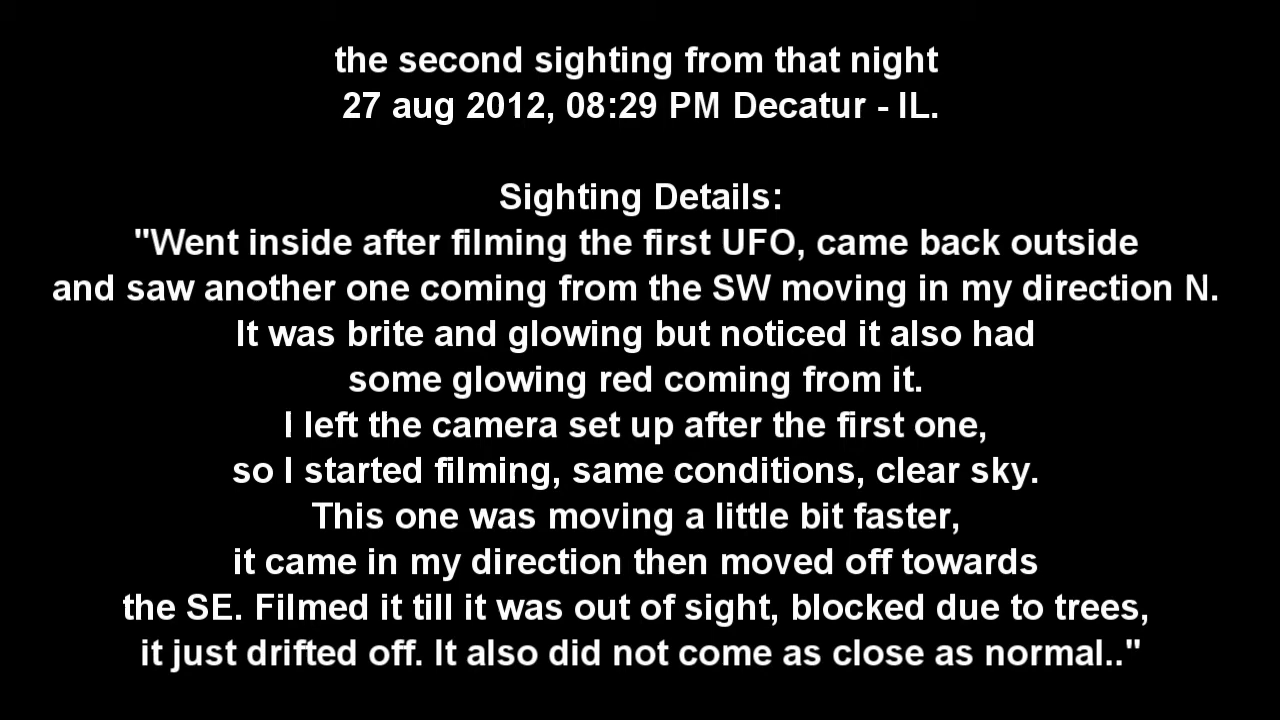 the second sighting from that night
27 aug 2012, 08:29 PM Decatur - IL.
Sighting Details:
"Went inside after filming the first UFO, came back outside
and saw another one coming from the SW moving in my direction N.
It was brite and glowing but noticed it also had
some glowing red coming from it.
I left the camera set up after the first one,
so I started filming, same conditions, clear sky.
This one was moving a little bit faster,
it came in my direction then moved off towards
the SE. Filmed it till it was out of sight, blocked due to trees,
it just drifted off. It also did not come as close as normal.."